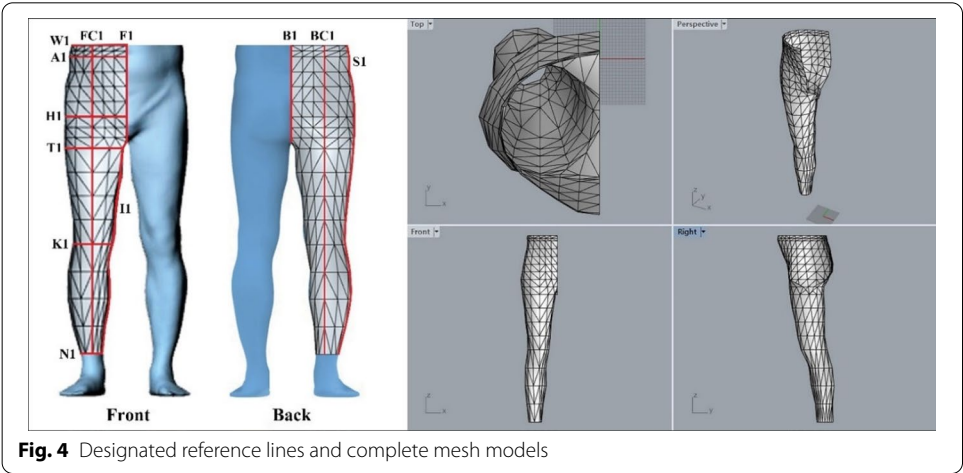 FC1 F1
W1
A1
H1
T1
I1
K1
N1
Front
B1 BC1
S1
Back
Top
y
x
Perspective
z
y
x
Front
z
x
Right
z
y
Fig. 4 Designated reference lines and complete mesh models